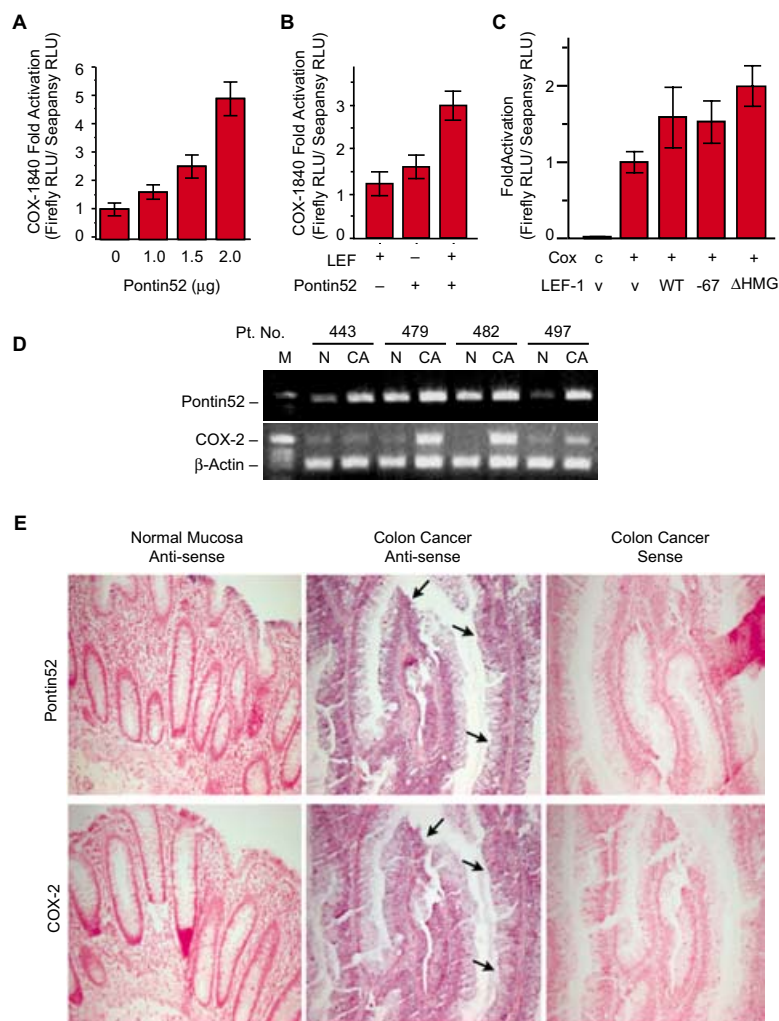 A
COX-1840 Fold Activation
(Firefly RLU/ Seapansy RLU)
6
5
4
3
2
1
0
0 1.0 1.5 2.0
Pontin52 (μg)
B
COX-1840 Fold Activation
(Firefly RLU/ Seapansy RLU)
3
2
1
0
LEF + – +
Pontin52 – + +
C
FoldActivation
(Firefly RLU/ Seapansy RLU)
2
1
0
Cox c + + + +
LEF-1 v v WT -67 ΔHMG
D
Pt. No. 443 479 482 497
M N CA N CA N CA N CA
Pontin52 –
COX-2 –
β-Actin –
E
Normal Mucosa
Anti-sense
Colon Cancer
Anti-sense
Colon Cancer
Sense
Pontin52
COX-2